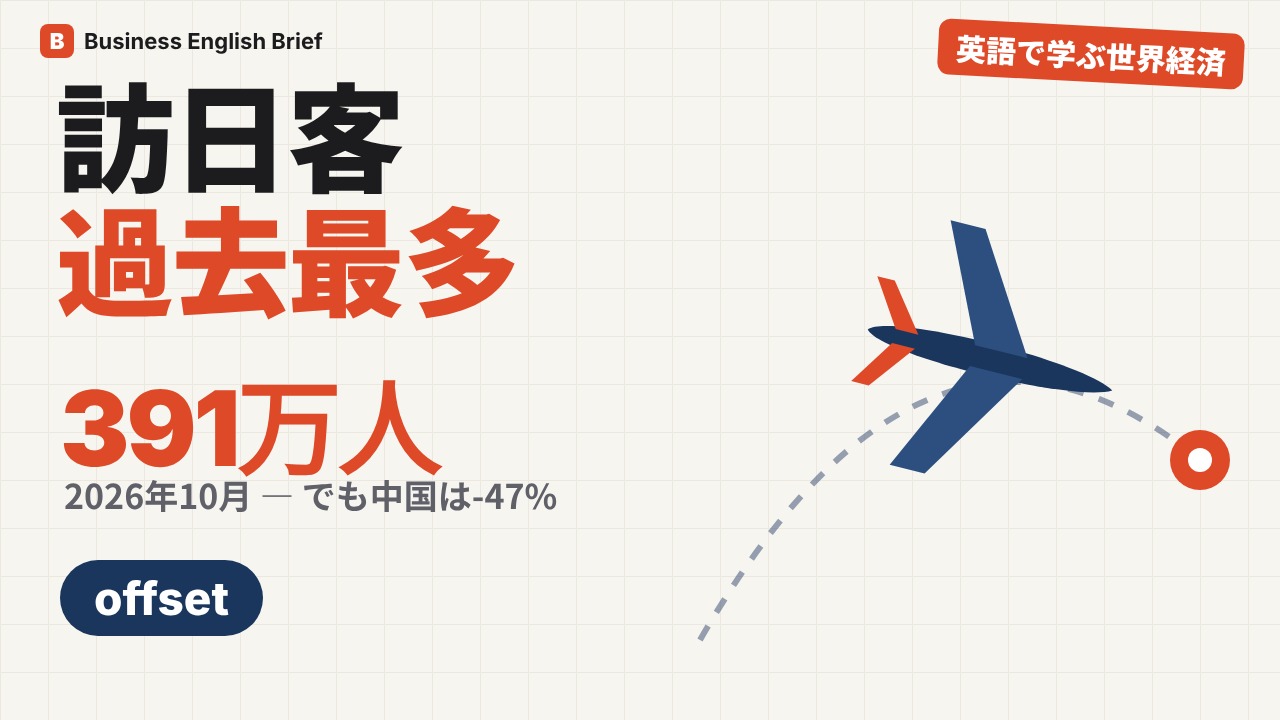 B Business English Brief
英語で学ぶ世界経済
訪日客
過去最多
391万人
2026年10月 — でも中国は-47%
offset